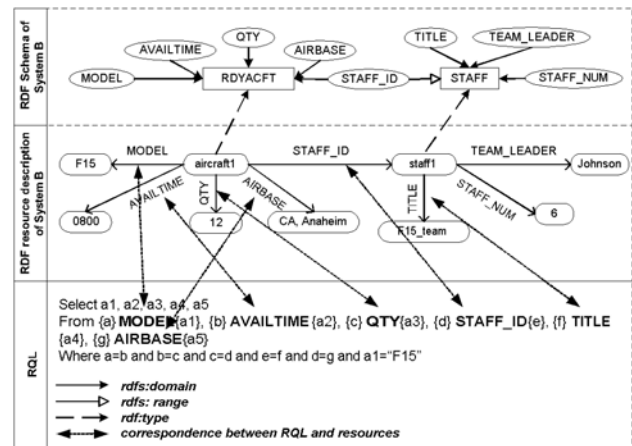 RDF Schema of
System B
QTY
TITLE
TEAM_LEADER
AVAILTIME
AIRBASE
MODEL
RDYACFT
STAFF_ID
STAFF
STAFF_NUM
RDF resource description
of System B
MODEL
STAFF_ID
TEAM_LEADER
F15
aircraft1
staff1
Johnson
AVAILTIME
QTY
AIRBASE
TITLE
STAFF_NUM
0800
12
CA, Anaheim
F15_team
6
RQL
Select a1, a2, a3, a4, a5
From {a} MODEL{a1}, {b} AVAILTIME {a2}, {c} QTY{a3}, {d} STAFF_ID{e}, {f} TITLE
{a4}, {g} AIRBASE{a5}
Where a=b and b=c and c=d and e=f and d=g and a1="F15"
rdfs:domain
rdfs: range
rdf:type
correspondence between RQL and resources